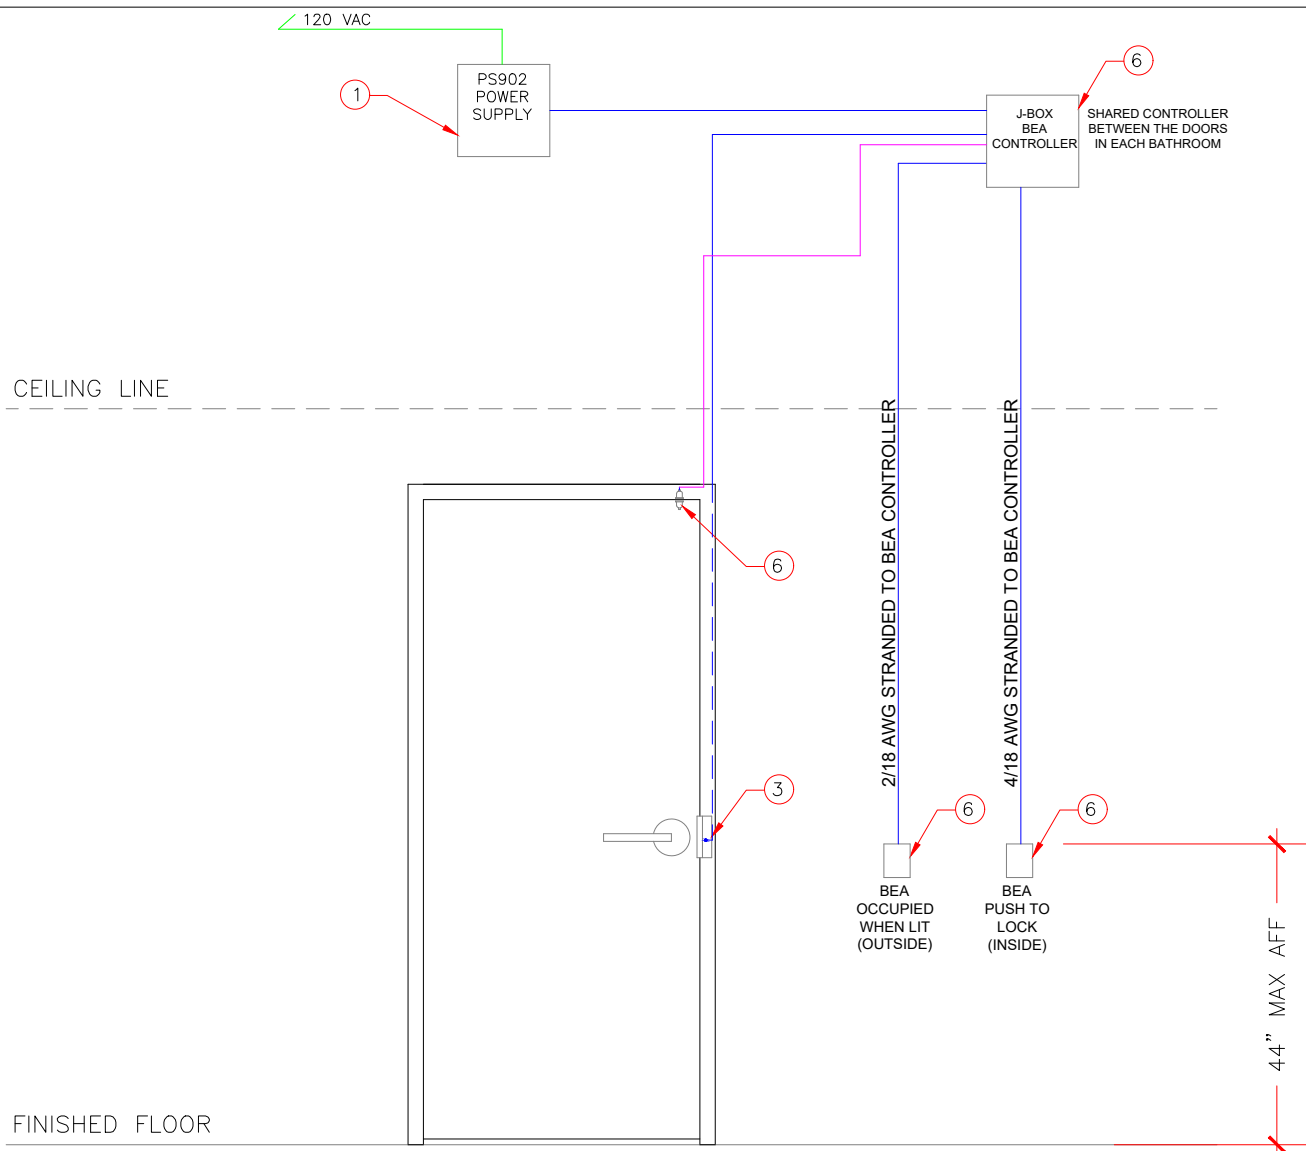 120 VAC
1
PS902
POWER
SUPPLY
6
J-BOX
BEA
CONTROLLER
SHARED CONTROLLER
BETWEEN THE DOORS
IN EACH BATHROOM
CEILING LINE
2/18 AWG STRANDED TO BEA CONTROLLER
4/18 AWG STRANDED TO BEA CONTROLLER
6
3
6
6
BEA
OCCUPIED
WHEN LIT
(OUTSIDE)
BEA
PUSH TO
LOCK
(INSIDE)
44" MAX AFF
FINISHED FLOOR